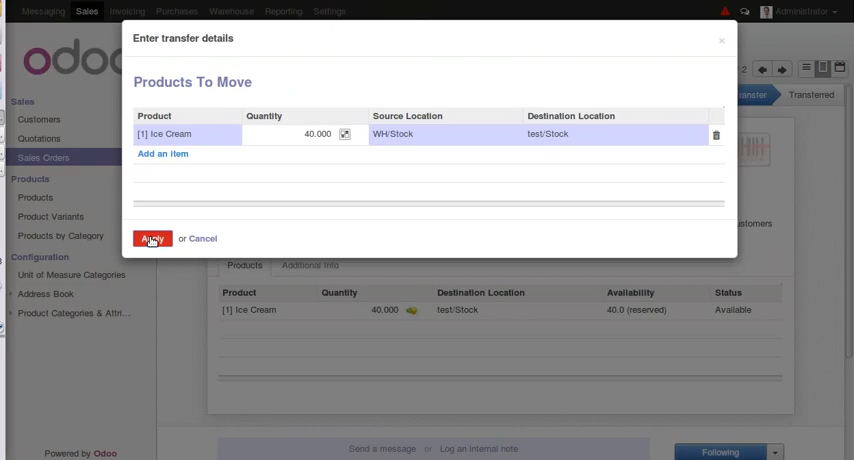 Messaging Sales Invoicing Purchases Warehouse Reporting Settings Administrator
Enter transfer details ×
odoo
Products To Move
2
Transferred
Product Quantity Source Location Destination Location
[1] Ice Cream 40.000 WH/Stock test/Stock
Add an item
Apply or Cancel
Sales
Customers
Quotations
Sales Orders
Products
Products
Product Variants
Products by Category
Configuration
Unit of Measure Categories
Address Book
Product Categories & Attri...
Products Additional Info
Product Quantity Destination Location Availability Status
[1] Ice Cream 40.000 test/Stock 40.0 (reserved) Available
Send a message or Log an internal note
Following
Powered by Odoo